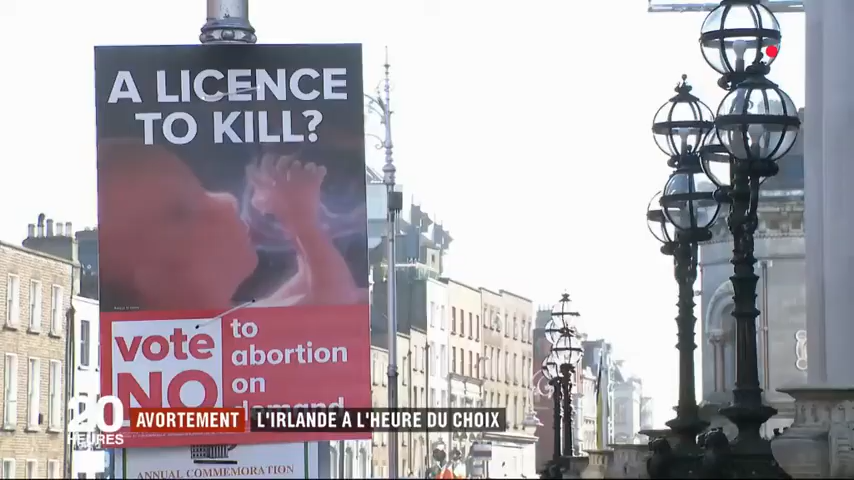 A LICENCE
TO KILL?
vote
NO
to
abortion
on
demand
20
HEURES
AVORTEMENT
L'IRLANDE A L'HEURE DU CHOIX
ANNUAL COMMEMORATION